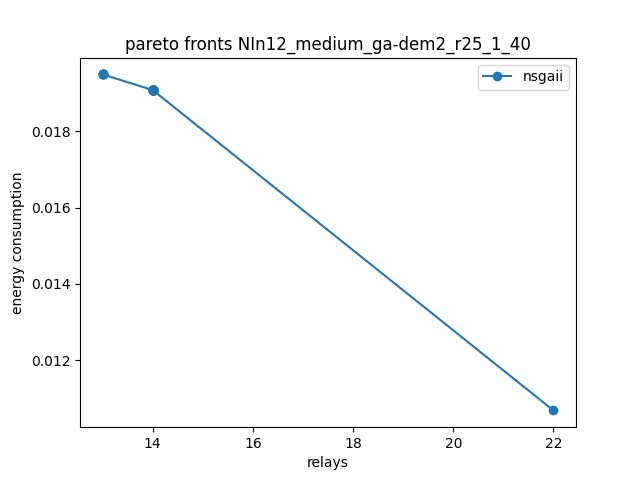 pareto fronts NIn12_medium_ga-dem2_r25_1_40
nsgaii
energy consumption
0.018
0.016
0.014
0.012
14 16 18 20 22
relays